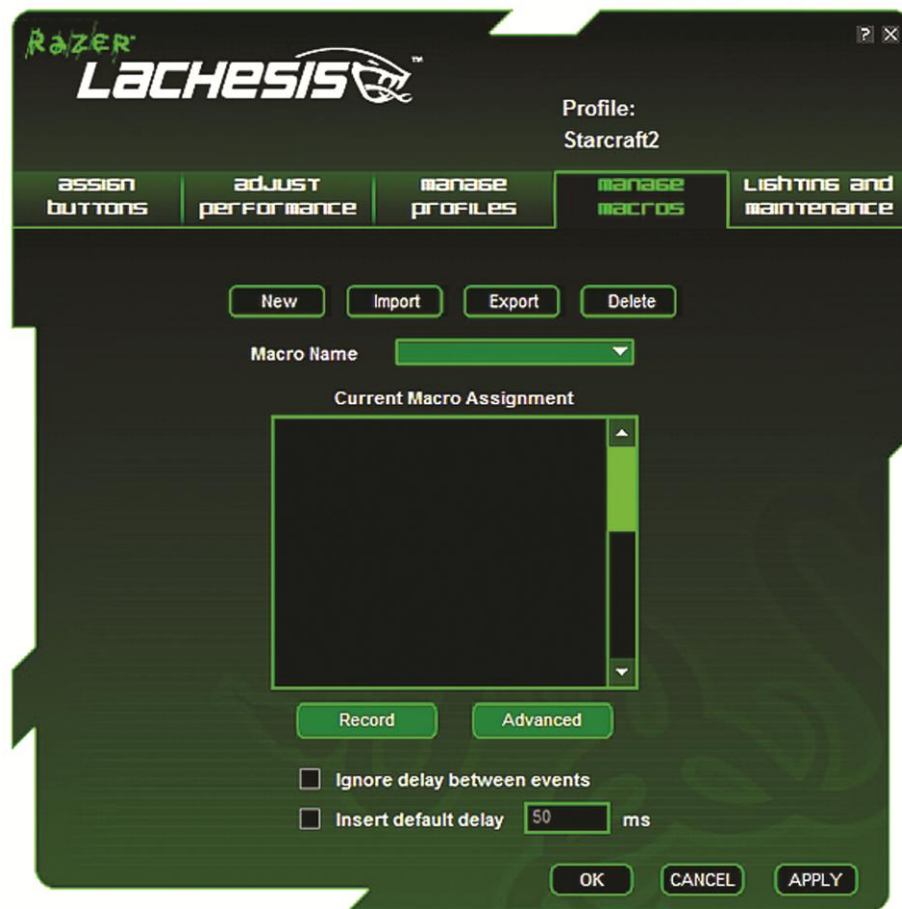 RAZER
LACHESIS™
? X
Profile:
Starcraft2
assign buttons
adjust performance
manage profiles
manage macros
Lighting and maintenance
New Import Export Delete
Macro Name
Current Macro Assignment
Record Advanced
Ignore delay between events
Insert default delay 50 ms
OK CANCEL APPLY